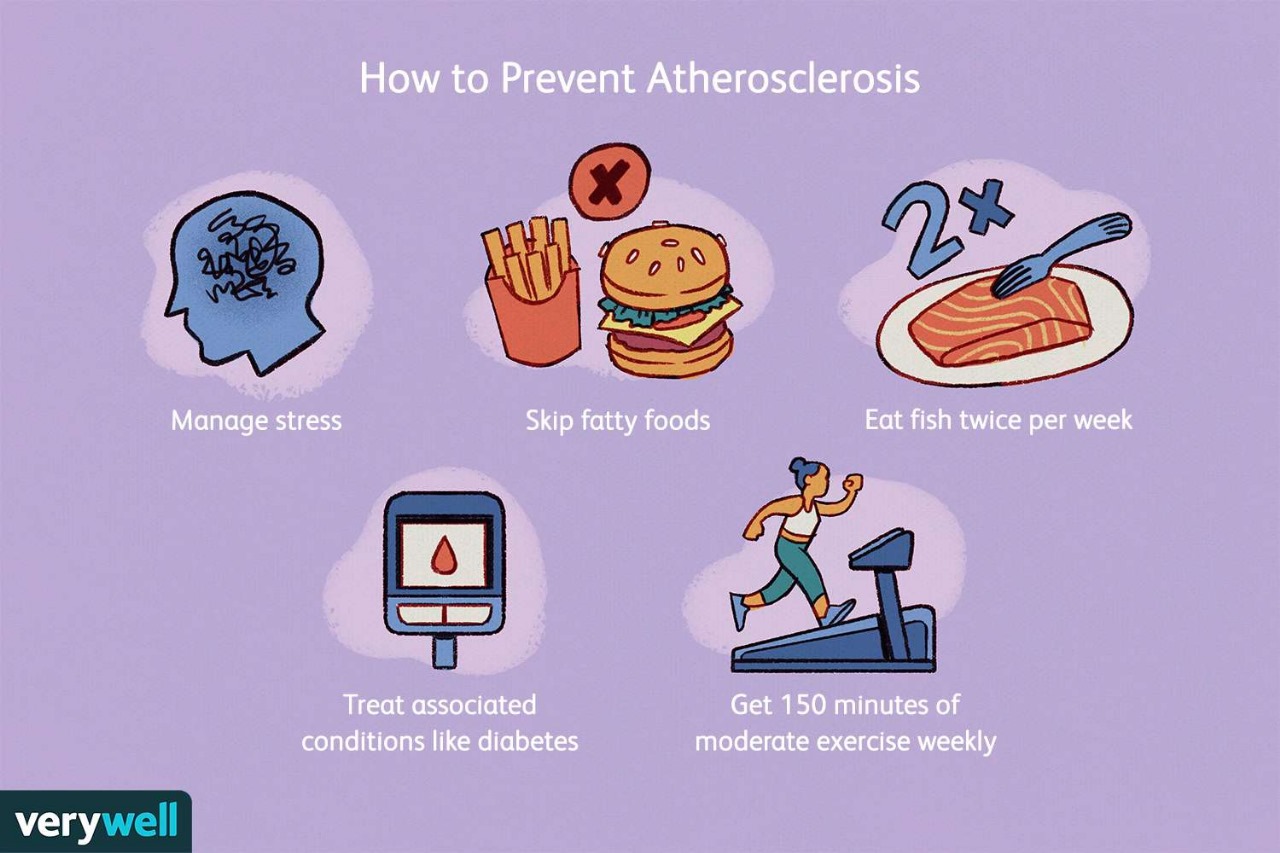 How to Prevent Atherosclerosis
2x
Manage stress
Skip fatty foods
Eat fish twice per week
Treat associated
conditions like diabetes
Get 150 minutes of
moderate exercise weekly
verywell